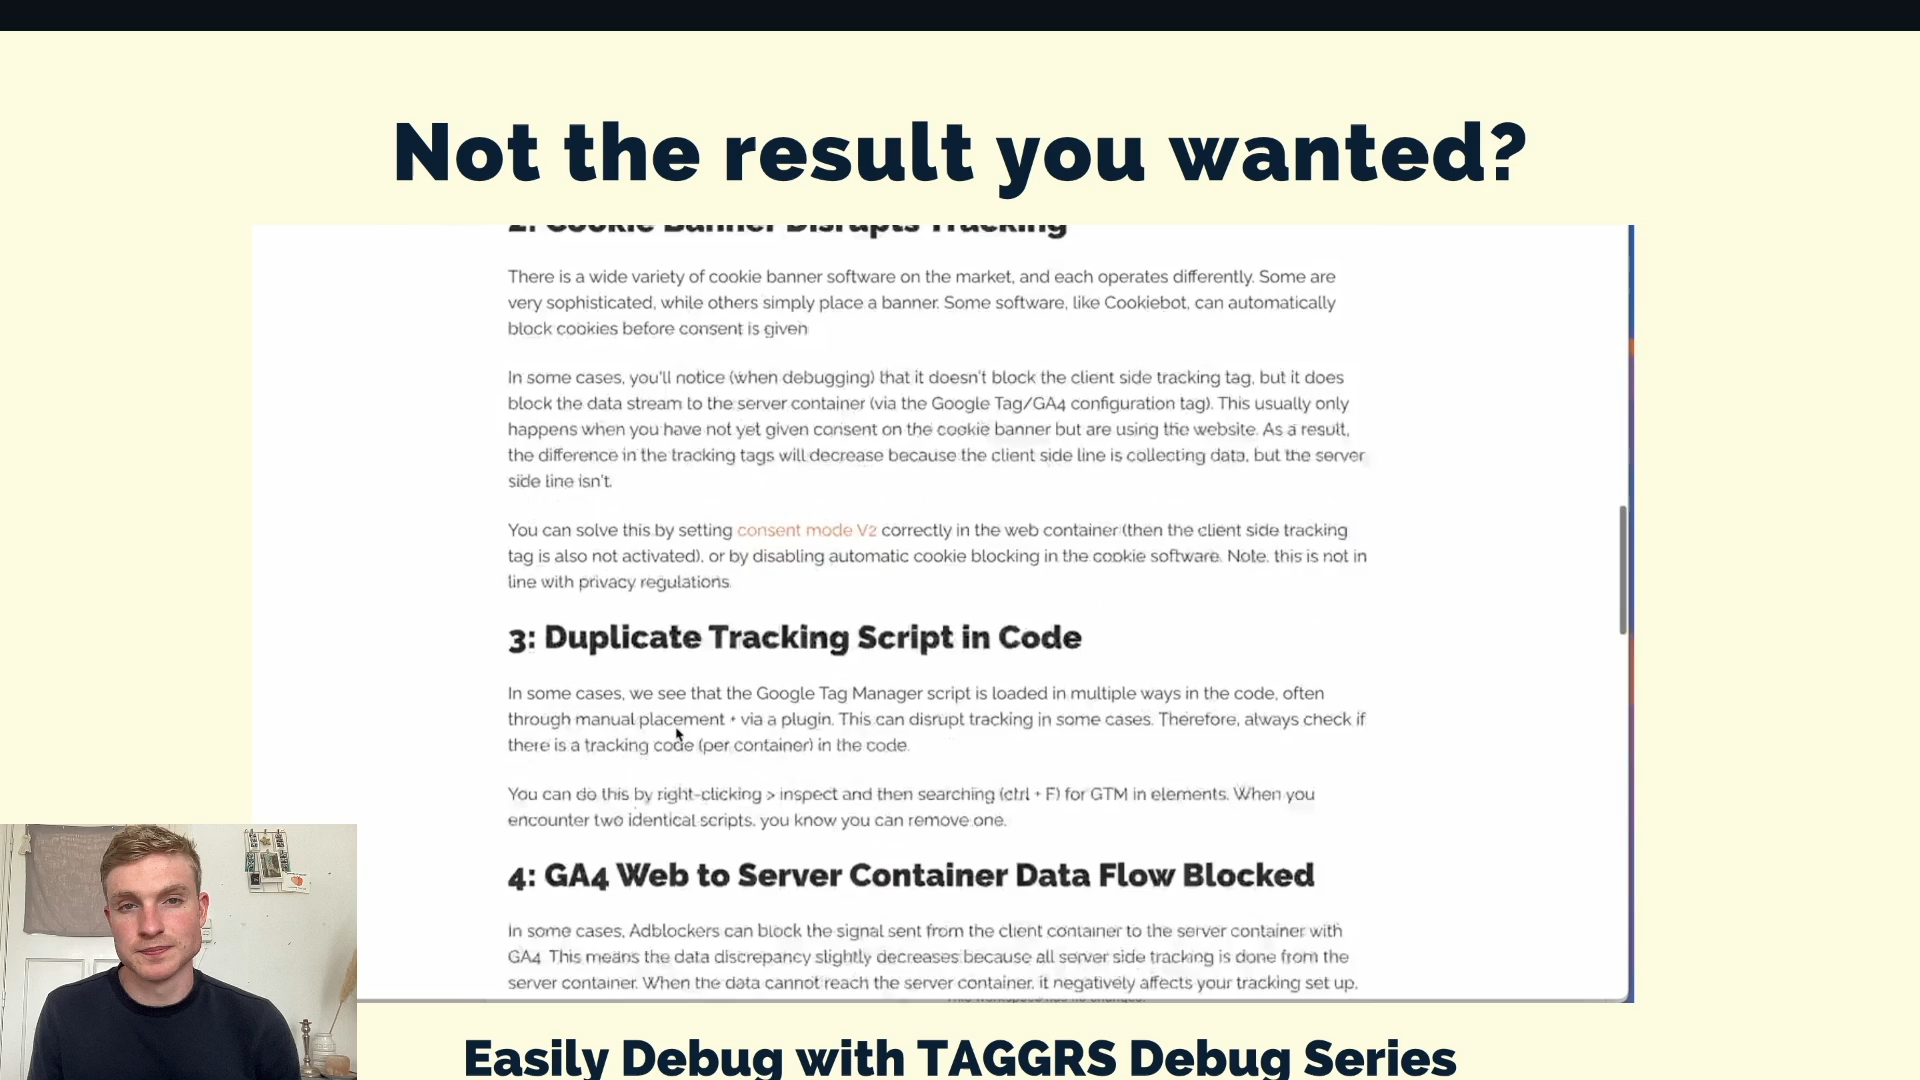 Not the result you wanted?
2: Cookie Banner Disrupts Tracking
There is a wide variety of cookie banner software on the market, and each operates differently. Some are
very sophisticated, while others simply place a banner. Some software, like Cookiebot, can automatically
block cookies before consent is given
In some cases, you'll notice (when debugging) that it doesn't block the client side tracking tag, but it does
block the data stream to the server container (via the Google Tag/GA4 configuration tag). This usually only
happens when you have not yet given consent on the cookie banner but are using the website. As a result,
the difference in the tracking tags will decrease because the client side line is collecting data, but the server
side line isn't.
You can solve this by setting consent mode V2 correctly in the web container (then the client side tracking
tag is also not activated), or by disabling automatic cookie blocking in the cookie software. Note, this is not in
line with privacy regulations
3: Duplicate Tracking Script in Code
In some cases, we see that the Google Tag Manager script is loaded in multiple ways in the code, often
through manual placement + via a plugin. This can disrupt tracking in some cases. Therefore, always check if
there is a tracking code (per container) in the code.
You can do this by right-clicking > inspect and then searching (ctrl + F) for GTM in elements. When you
encounter two identical scripts, you know you can remove one.
4: GA4 Web to Server Container Data Flow Blocked
In some cases, Adblockers can block the signal sent from the client container to the server container with
GA4. This means the data discrepancy slightly decreases because all server side tracking is done from the
server container. When the data cannot reach the server container, it negatively affects your tracking set up.
Easily Debug with TAGGRS Debug Series